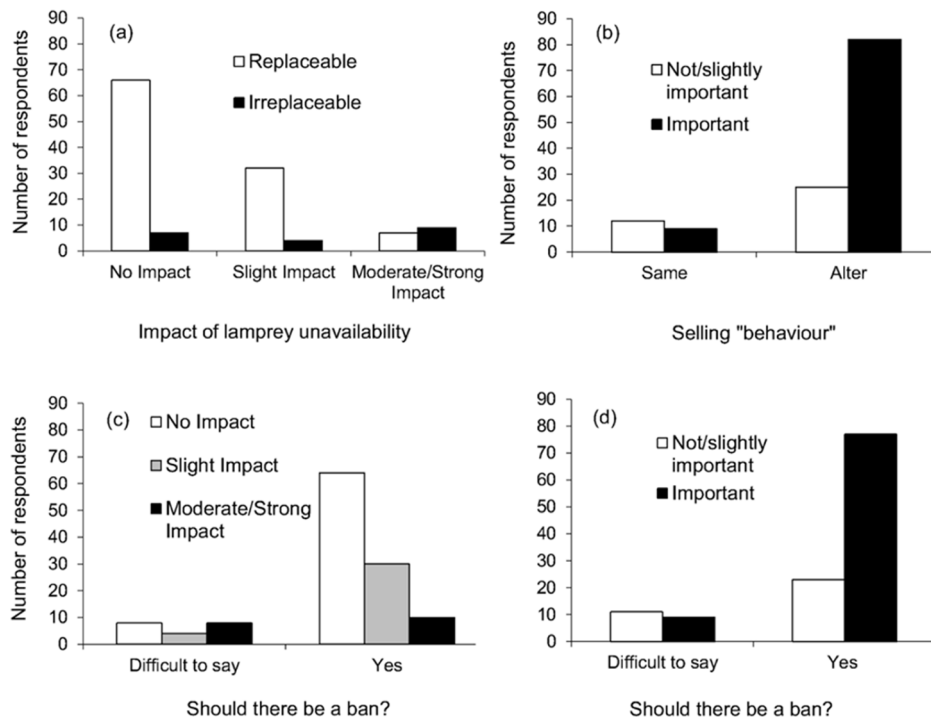 (a)
Number of respondents
90
80
70
60
50
40
30
20
10
0
Replaceable
Irreplaceable
No Impact
Slight Impact
Moderate/Strong
Impact
Impact of lamprey unavailability
(b)
Number of respondents
90
80
70
60
50
40
30
20
10
0
Not/slightly
important
Important
Same
Alter
Selling "behaviour"
(c)
Number of respondents
90
80
70
60
50
40
30
20
10
0
No Impact
Slight Impact
Moderate/Strong
Impact
Difficult to say
Yes
Should there be a ban?
(d)
Number of respondents
90
80
70
60
50
40
30
20
10
0
Not/slightly
important
Important
Difficult to say
Yes
Should there be a ban?